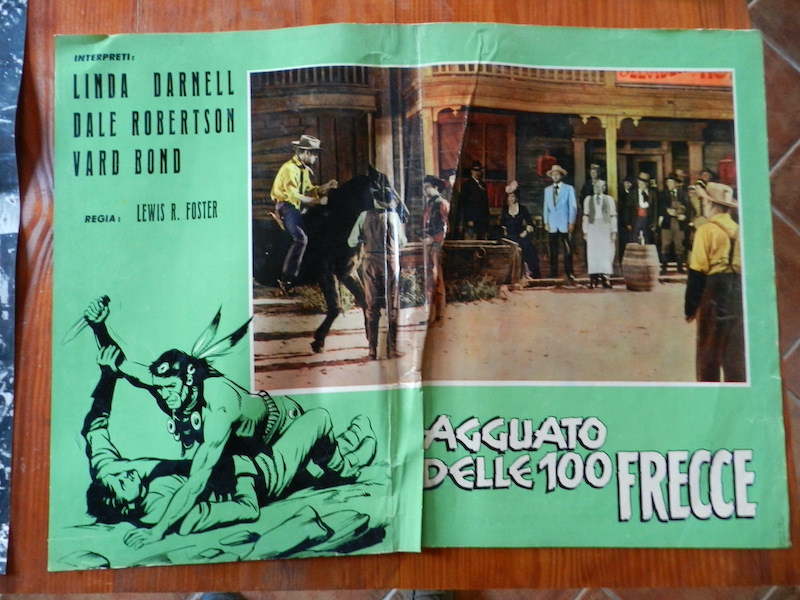 INTERPRETI:
LINDA DARNELL
DALE ROBERTSON
VARD BOND
REGIA: LEWIS R. FOSTER
AGGUATO
DELLE 100 FRECCE